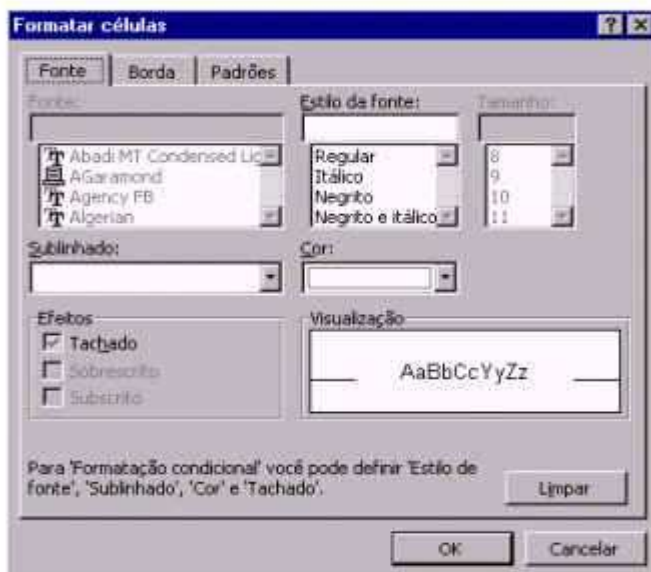 Formatar células
Fonte Borda Padrões
Fonte: Estilo da fonte: Tamanho:
Abadi MT Condensed Lig Regular 8
AGaramond Itálico 9
Agency FB Negrito 10
Algerian Negrito e itálico 11
Sublinhado: Cor:
Efeitos Visualização
Tachado
AaBbCcYyZz
Sobrescrito
Subscrito
Para 'Formatação condicional' você pode definir 'Estilo de
fonte', 'Sublinhado', 'Cor' e 'Tachado'.
Limpar
OK Cancelar